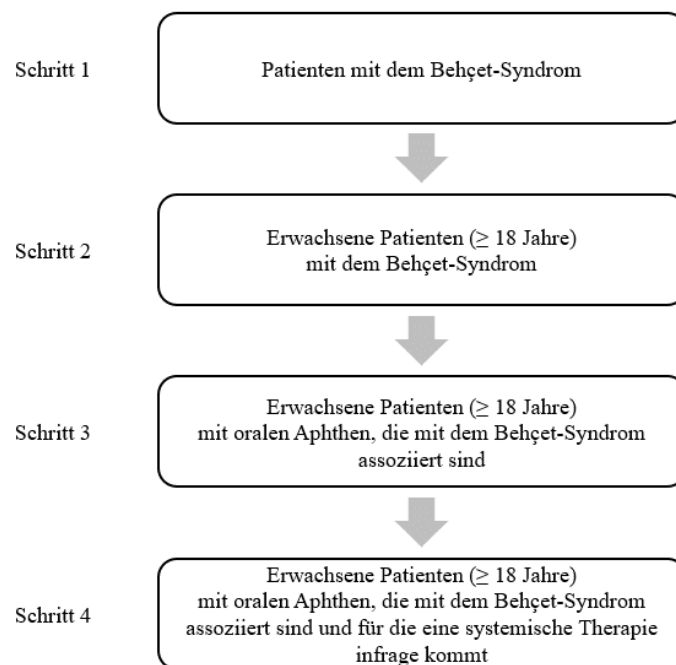 Schritt 1
Patienten mit dem Behçet-Syndrom
Schritt 2
Erwachsene Patienten (≥ 18 Jahre)
mit dem Behçet-Syndrom
Schritt 3
Erwachsene Patienten (≥ 18 Jahre)
mit oralen Aphthen, die mit dem Behçet-Syndrom
assoziiert sind
Schritt 4
Erwachsene Patienten (≥ 18 Jahre)
mit oralen Aphthen, die mit dem Behçet-Syndrom
assoziiert sind und für die eine systemische Therapie
infrage kommt